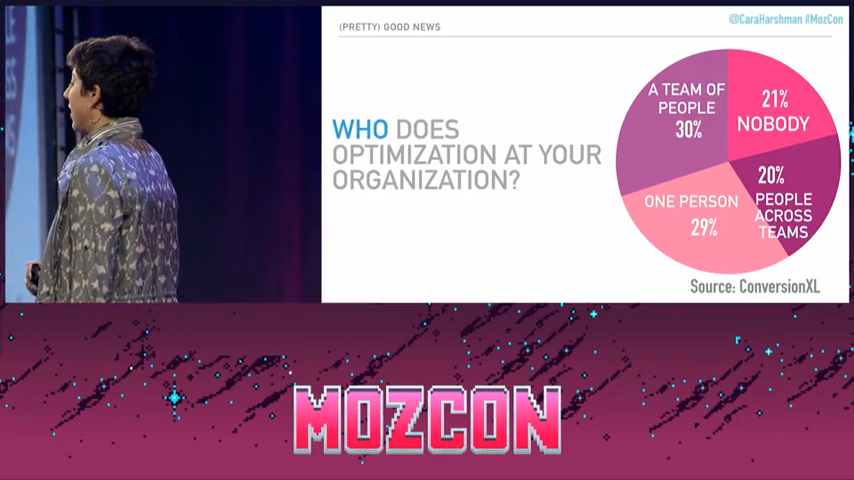 (PRETTY) GOOD NEWS
@CaraHarshman #MozCon
WHO DOES
OPTIMIZATION AT YOUR
ORGANIZATION?
A TEAM OF
PEOPLE
30%
21%
NOBODY
20%
PEOPLE
ACROSS
TEAMS
ONE PERSON
29%
Source: ConversionXL
MOZCON